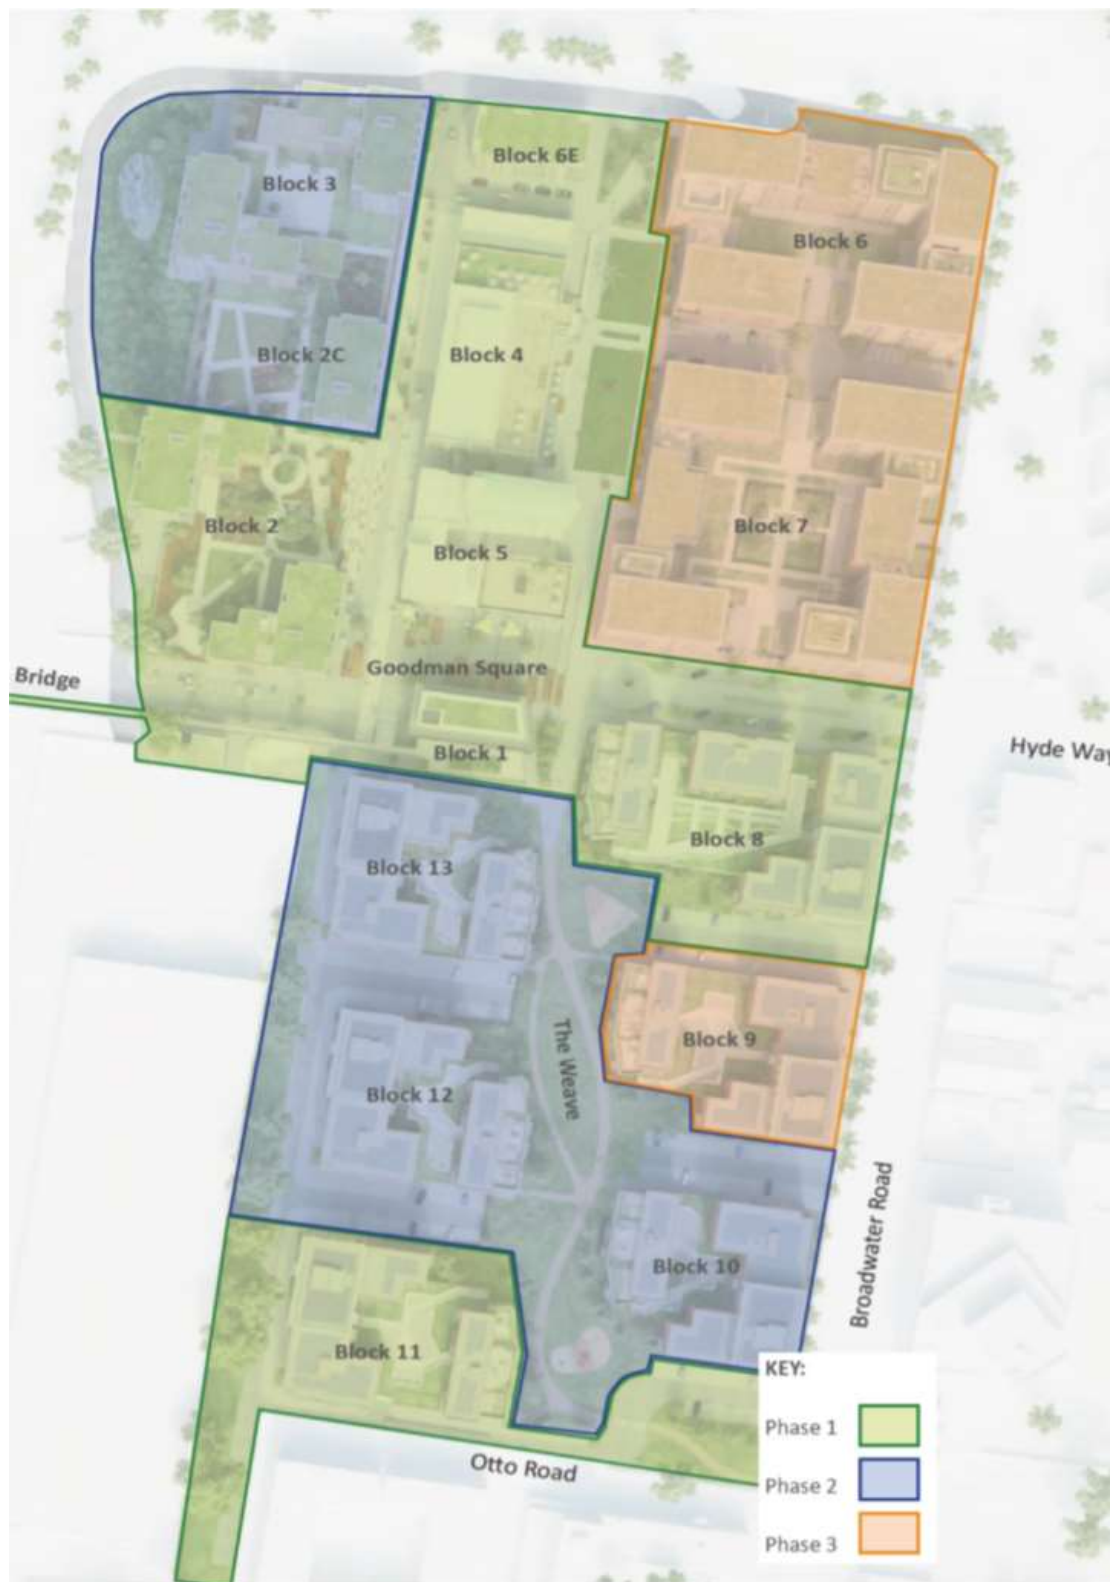 Block 6E
Block 3
Block 6
Block 4
Block 2C
Block 2
Block 7
Block 5
Goodman Square
Bridge
Block 1
Hyde Way
Block 8
Block 13
The Weave
Block 9
Block 12
Broadwater Road
Block 10
Block 11
KEY:
Phase 1
Otto Road
Phase 2
Phase 3